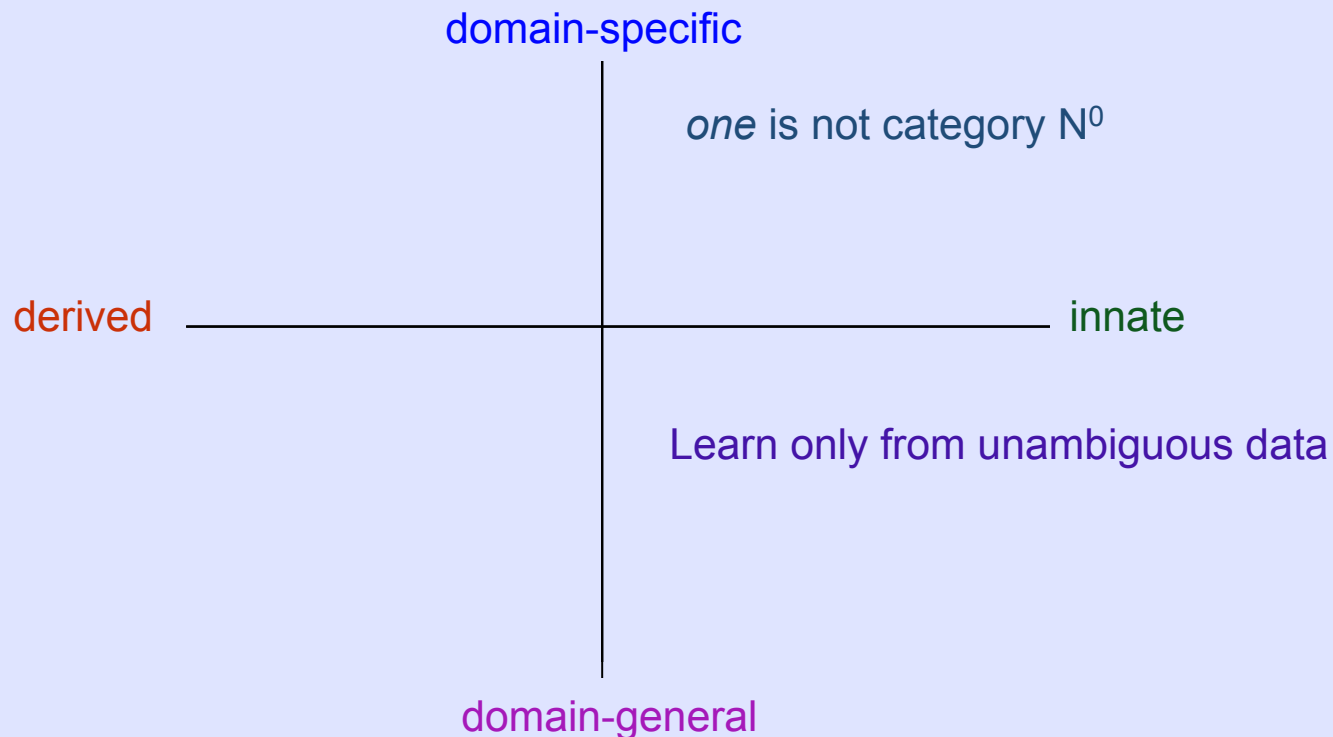 domain-specific
one is not category N⁰
derived
innate
Learn only from unambiguous data
domain-general